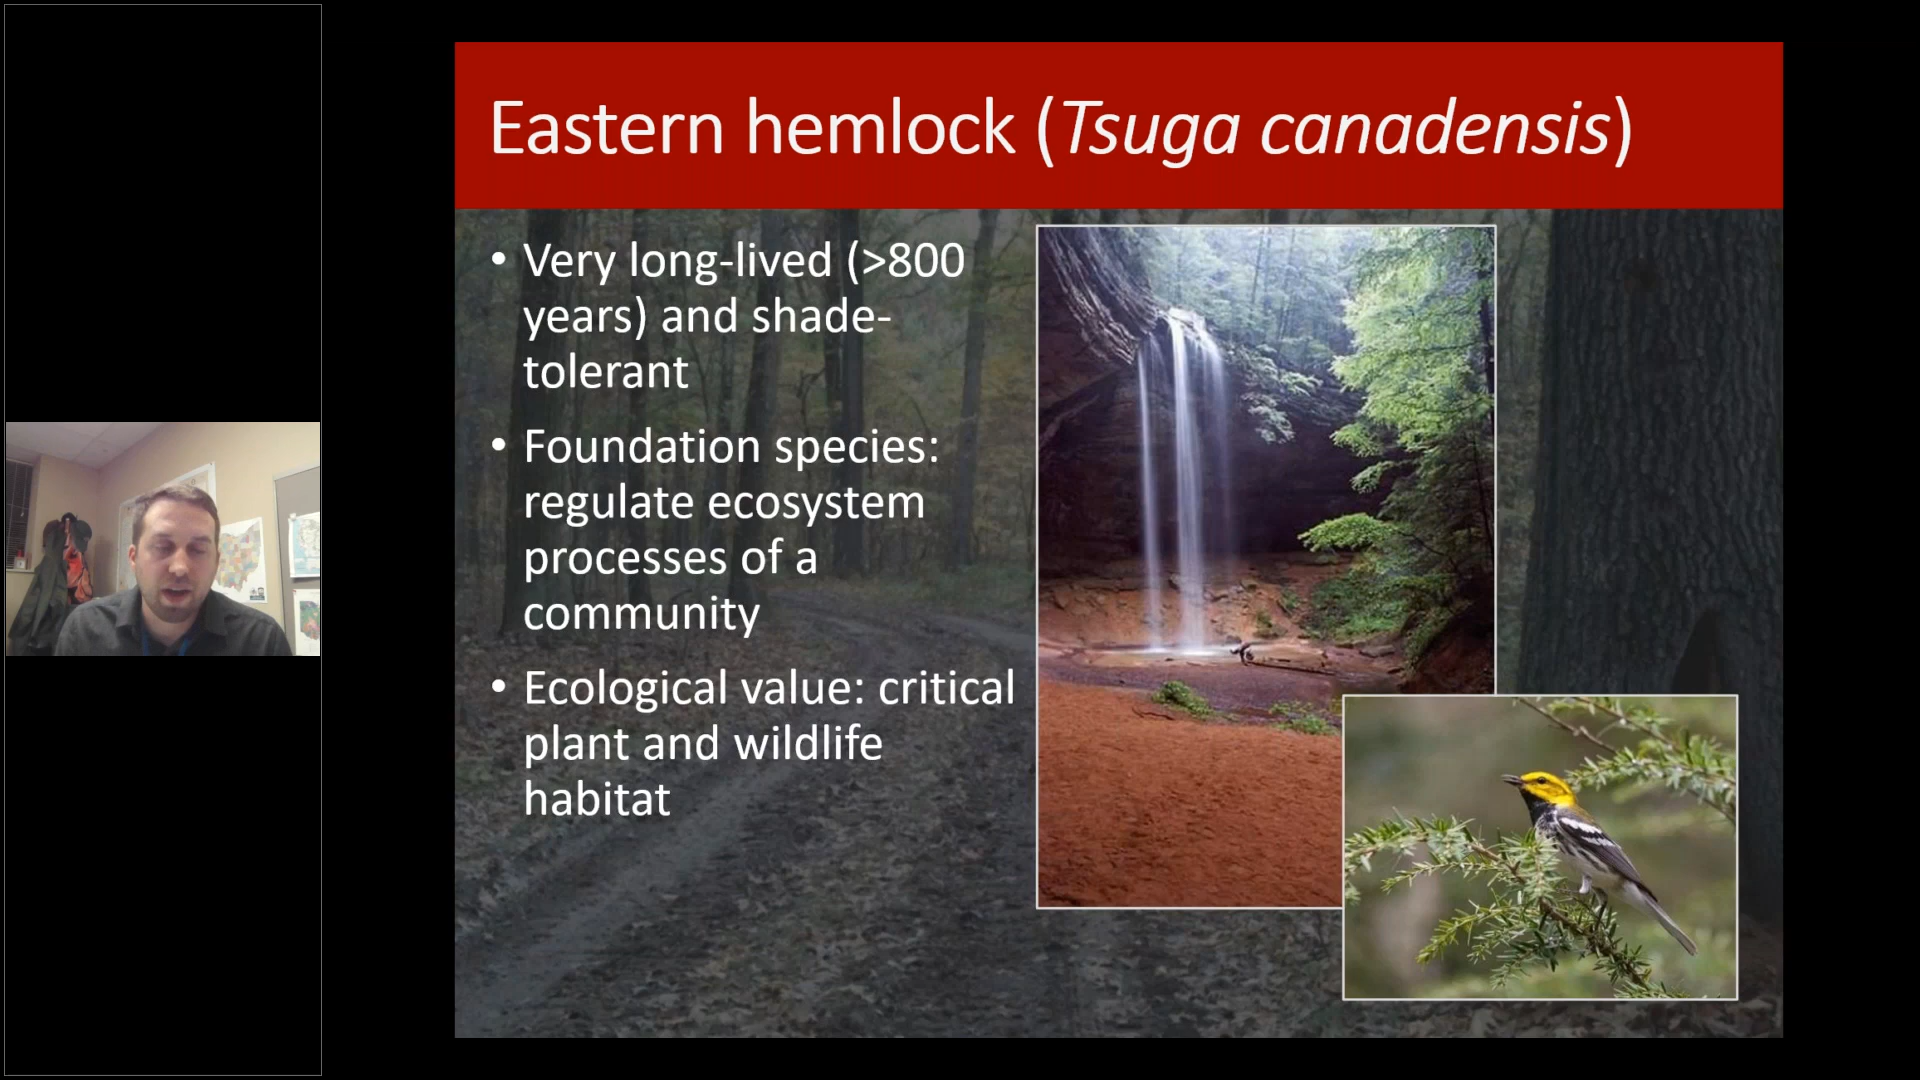 Eastern hemlock (Tsuga canadensis)
• Very long-lived (>800
years) and shade-
tolerant
• Foundation species:
regulate ecosystem
processes of a
community
• Ecological value: critical
plant and wildlife
habitat